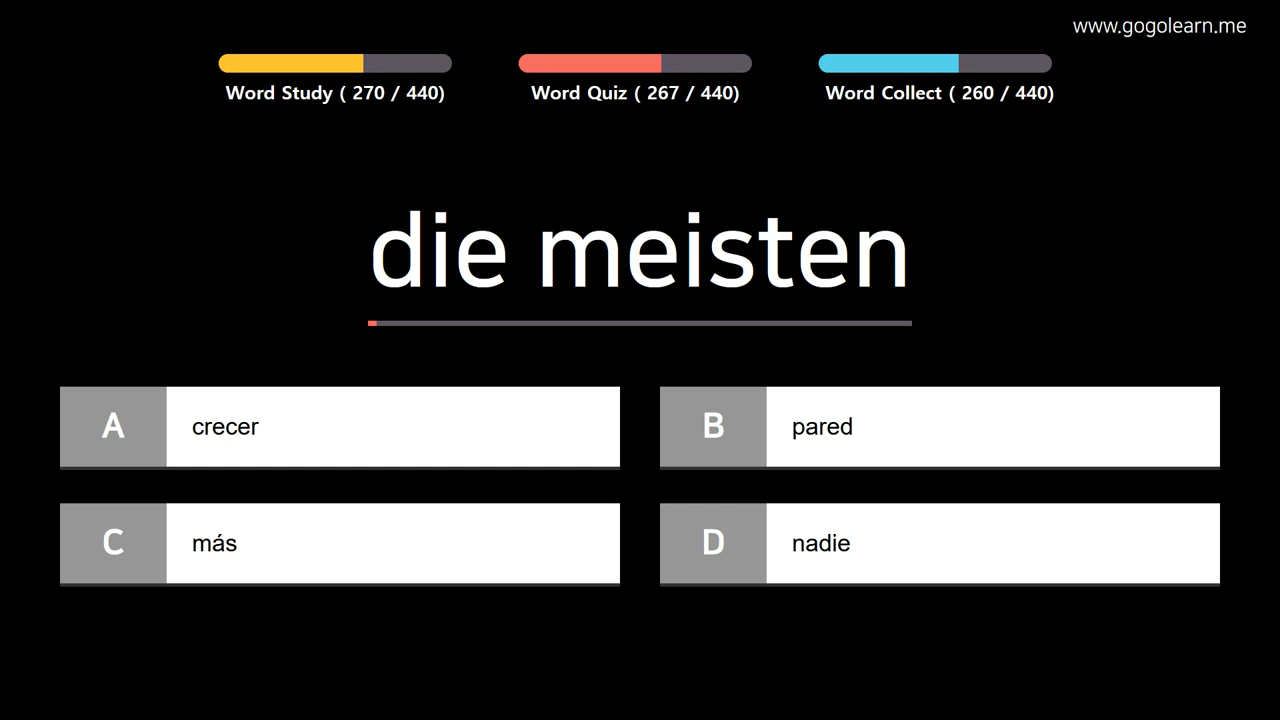 www.gogolearn.me
Word Study ( 270 / 440)
Word Quiz ( 267 / 440)
Word Collect ( 260 / 440)
die meisten
A crecer
B pared
C más
D nadie